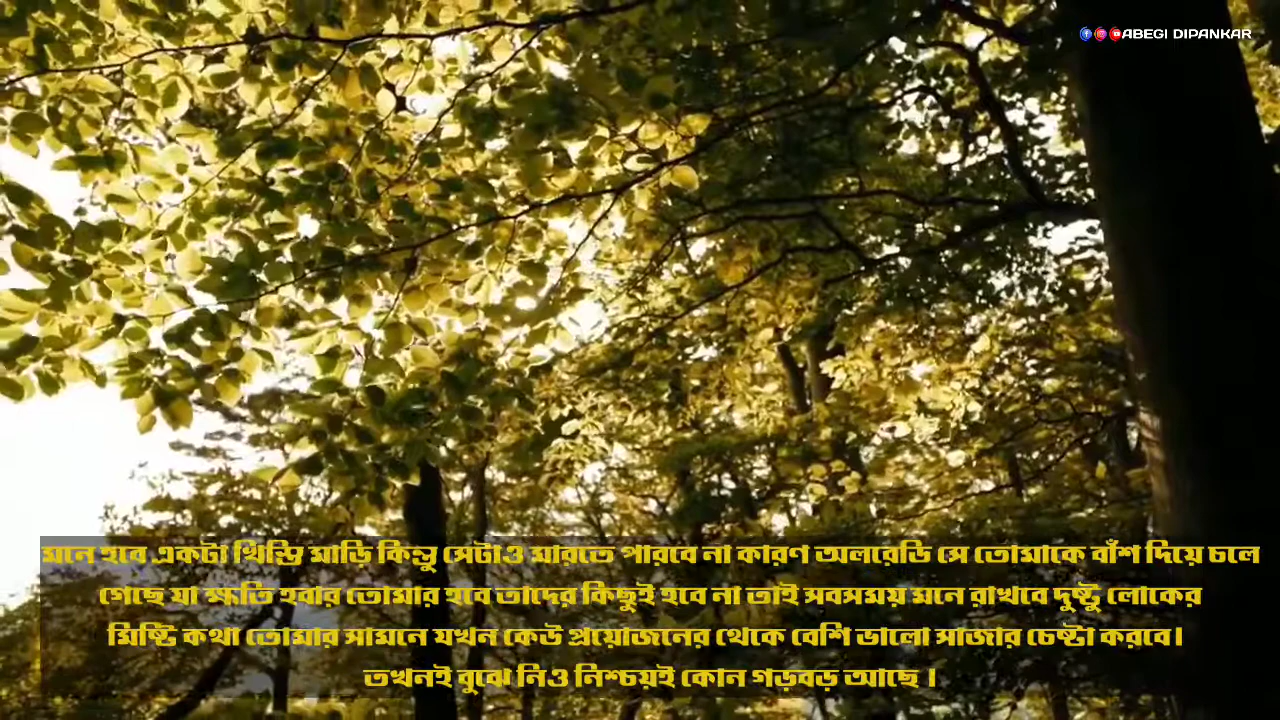 ABEGI DIPANKAR
মনে হবে একটা খিস্তি মাড়ি কিন্তু সেটাও মারতে পারবে না কারণ অলরেডি সে তোমাকে বাঁশ দিয়ে চলে
গেছে যা ক্ষতি হবার তোমার হবে তাদের কিছুই হবে না তাই সবসময় মনে রাখবে দুষ্টু লোকের
মিষ্টি কথা তোমার সামনে যখন কেউ প্রয়োজনের থেকে বেশি ভালো সাজার চেষ্টা করবে।
তখনই বুঝে নিও নিশ্চয়ই কোন গড়বড় আছে ।